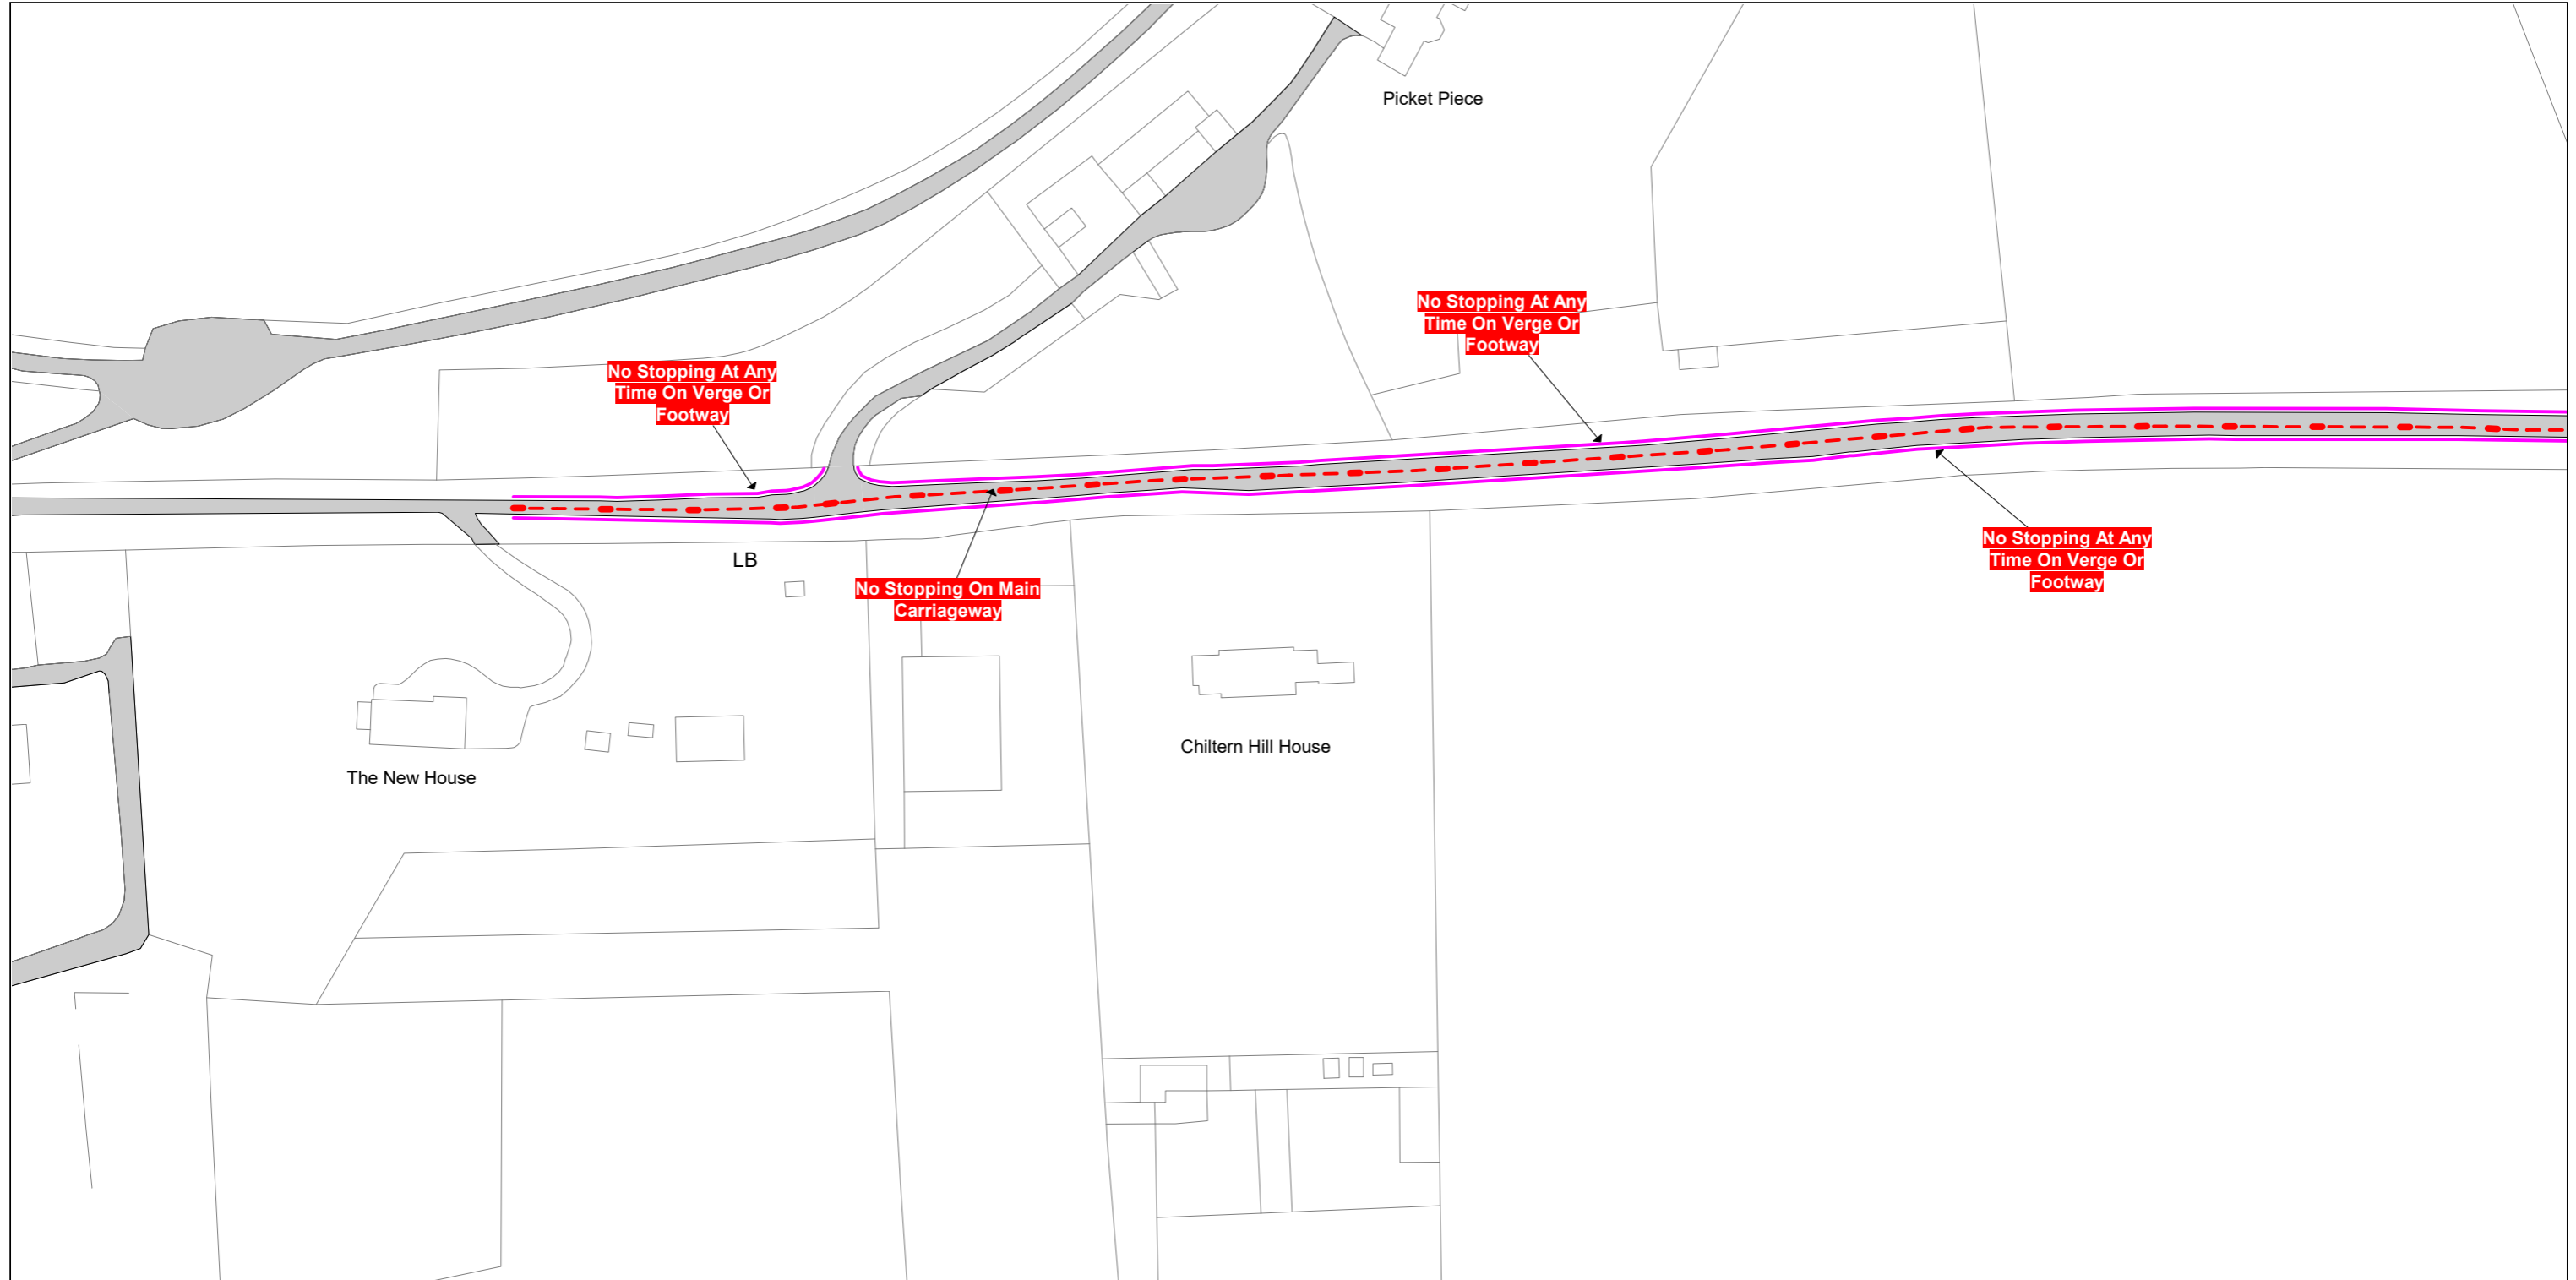 Picket Piece
No Stopping At Any
Time On Verge Or
Footway
No Stopping At Any
Time On Verge Or
Footway
LB
No Stopping On Main
Carriageway
No Stopping At Any
Time On Verge Or
Footway
Chiltern Hill House
The New House